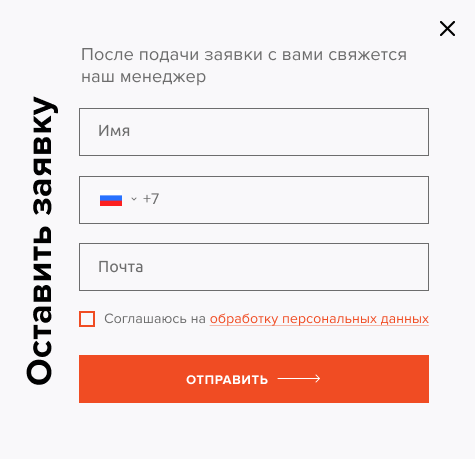 Оставить заявку
После подачи заявки с вами свяжется
наш менеджер
Имя
+7
Почта
Соглашаюсь на обработку персональных данных
ОТПРАВИТЬ